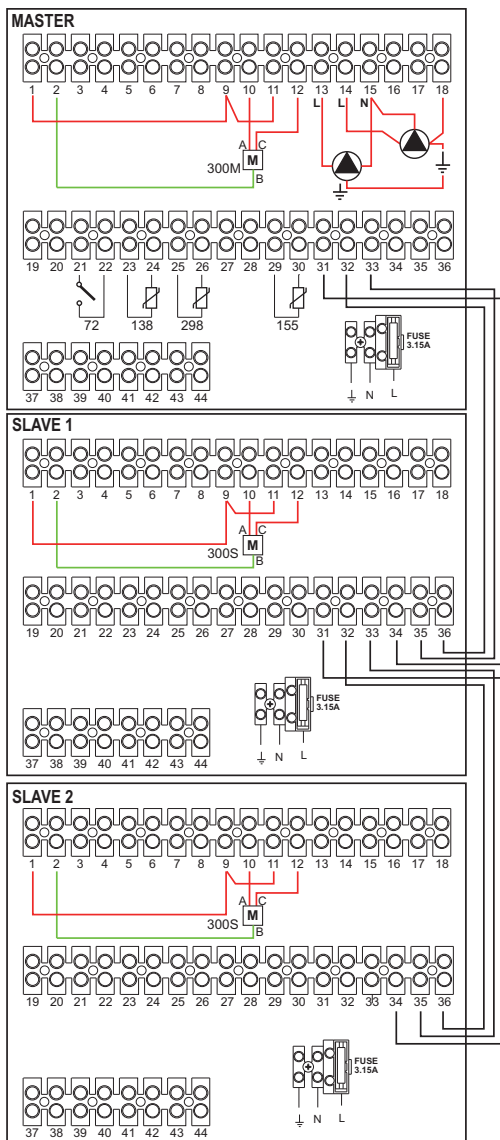 MASTER
1 2 3 4 5 6 7 8 9 10 11 12 13 14 15 16 17 18
L L N
A C
M
300M
B
19 20 21 22 23 24 25 26 27 28 29 30 31 32 33 34 35 36
72 138 298 155
FUSE
3.15A
N L
37 38 39 40 41 42 43 44
SLAVE 1
1 2 3 4 5 6 7 8 9 10 11 12 13 14 15 16 17 18
A C
M
300S
B
19 20 21 22 23 24 25 26 27 28 29 30 31 32 33 34 35 36
FUSE
3.15A
N L
37 38 39 40 41 42 43 44
SLAVE 2
1 2 3 4 5 6 7 8 9 10 11 12 13 14 15 16 17 18
A C
M
300S
B
19 20 21 22 23 24 25 26 27 28 29 30 31 32 33 34 35 36
FUSE
3.15A
N L
37 38 39 40 41 42 43 44